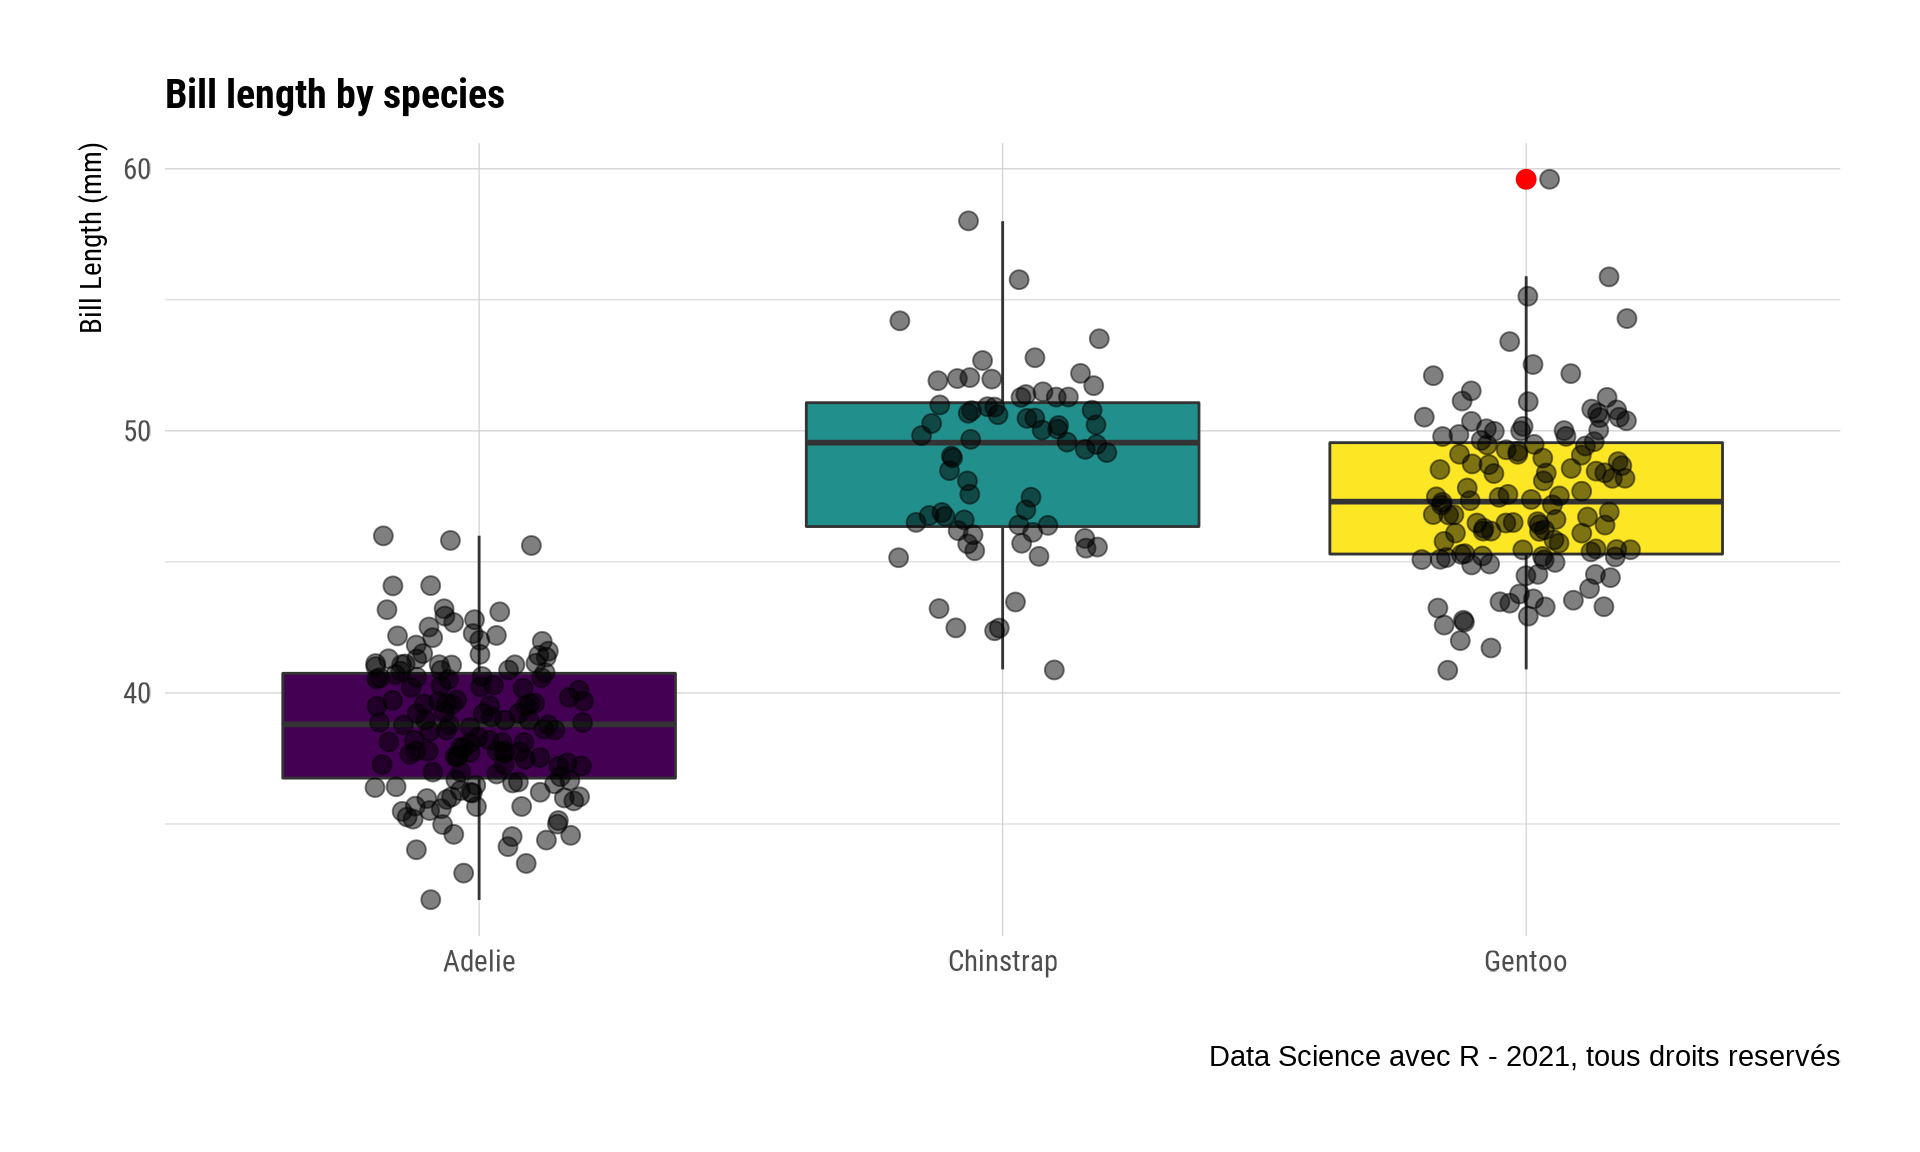 Bill length by species
Bill Length (mm)
60
50
40
Adelie
Chinstrap
Gentoo
Data Science avec R - 2021, tous droits reservés